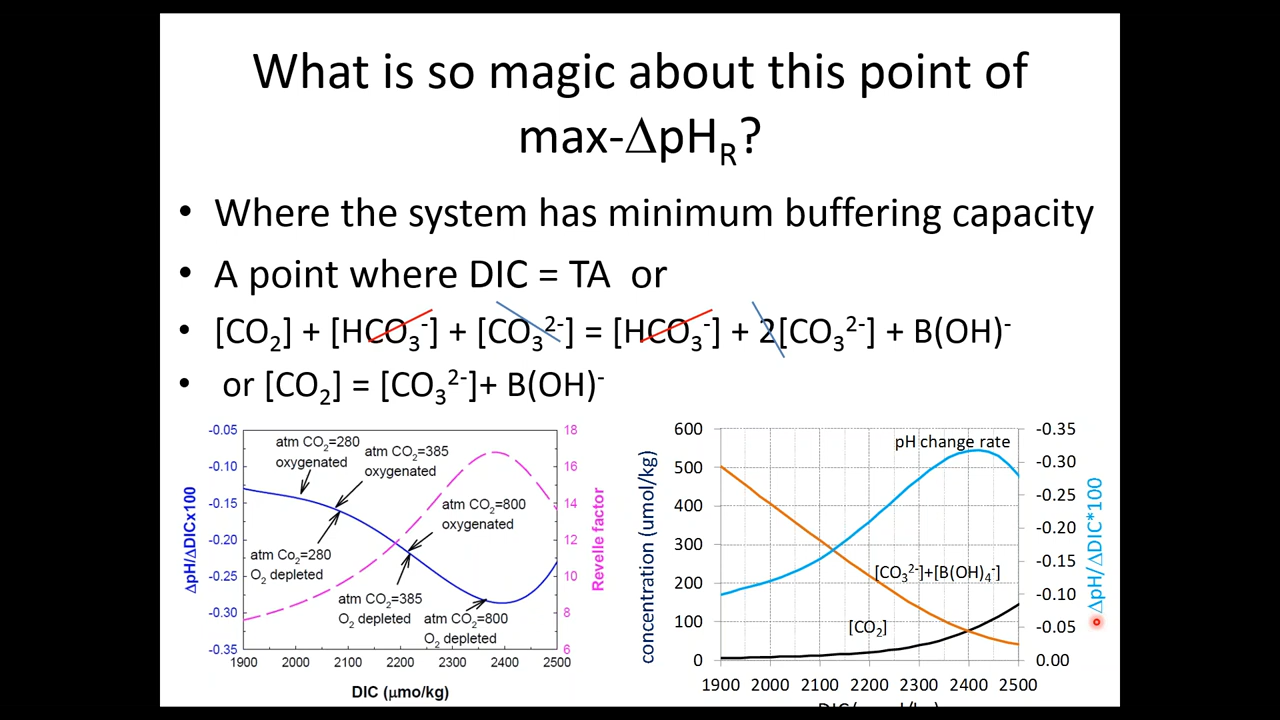 What is so magic about this point of
max-ΔpH_R?
• Where the system has minimum buffering capacity
• A point where DIC = TA or
• [CO₂] + [HCO₃⁻] + [CO₃²⁻] = [HCO₃⁻] + 2[CO₃²⁻] + B(OH)⁻
• or [CO₂] = [CO₃²⁻]+ B(OH)⁻
-0.05
-0.10
-0.15
-0.20
-0.25
-0.30
-0.35
ΔpH/ΔDICx100
atm CO₂=280
oxygenated
atm CO₂=385
oxygenated
atm CO₂=800
oxygenated
atm Co₂=280
O₂ depleted
atm CO₂=385
O₂ depleted
atm CO₂=800
O₂ depleted
18
16
14
12
10
8
6
Revelle factor
1900 2000 2100 2200 2300 2400 2500
DIC (μmo/kg)
600
500
400
300
200
100
0
concentration (umol/kg)
pH change rate
[CO₃²⁻]+[B(OH)₄⁻]
[CO₂]
-0.35
-0.30
-0.25
-0.20
-0.15
-0.10
-0.05
0.00
ΔpH/ΔDIC*100
1900 2000 2100 2200 2300 2400 2500